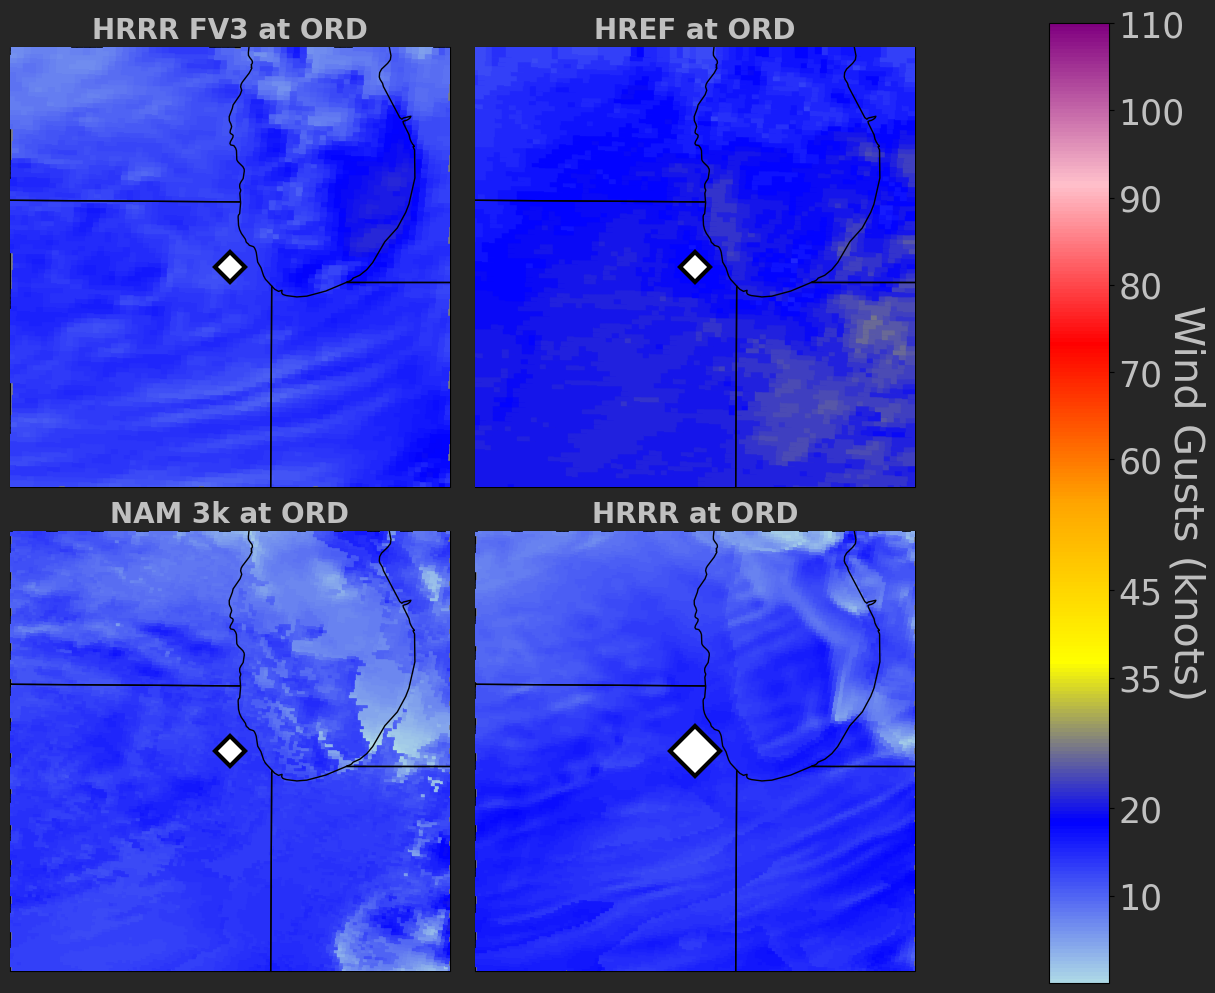 HRRR FV3 at ORD
HREF at ORD
NAM 3k at ORD
HRRR at ORD
110
100
90
80
70
60
45
35
20
10
Wind Gusts (knots)